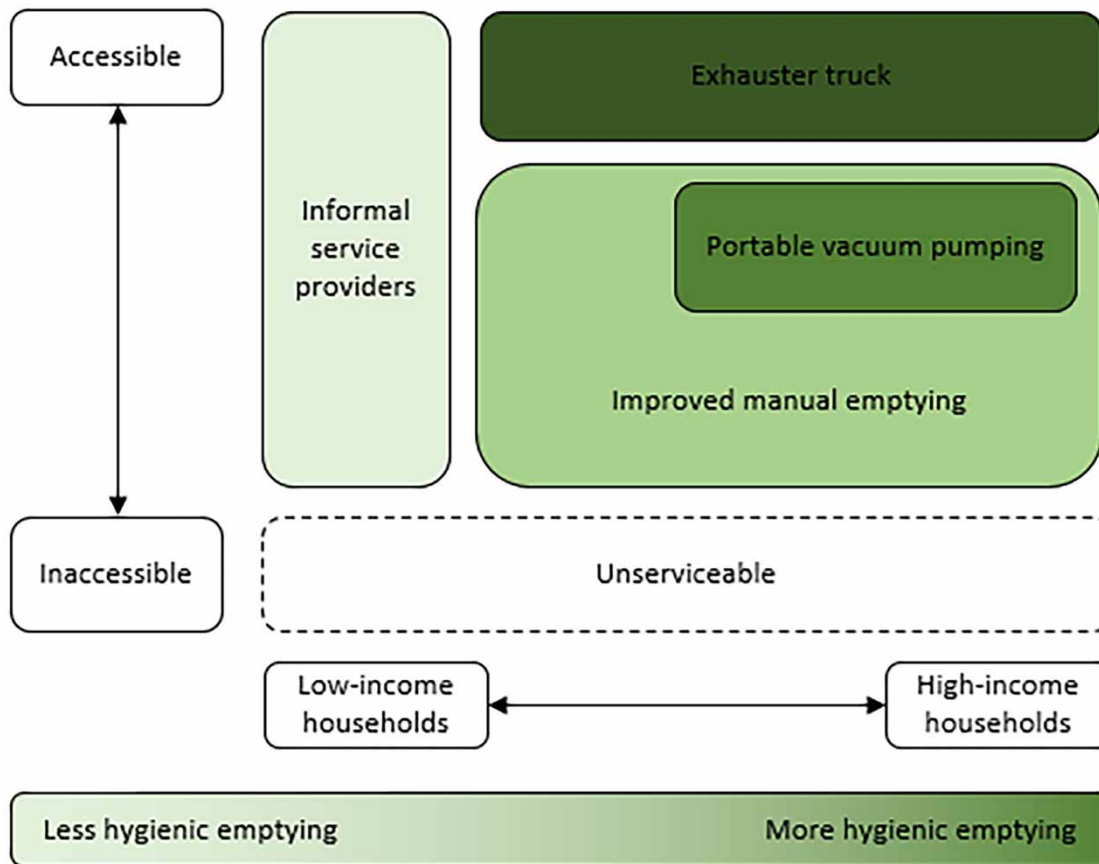 Accessible
Exhauster truck
Informal
service
providers
Portable vacuum pumping
Improved manual emptying
Inaccessible
Unserviceable
Low-income
households
High-income
households
Less hygienic emptying
More hygienic emptying